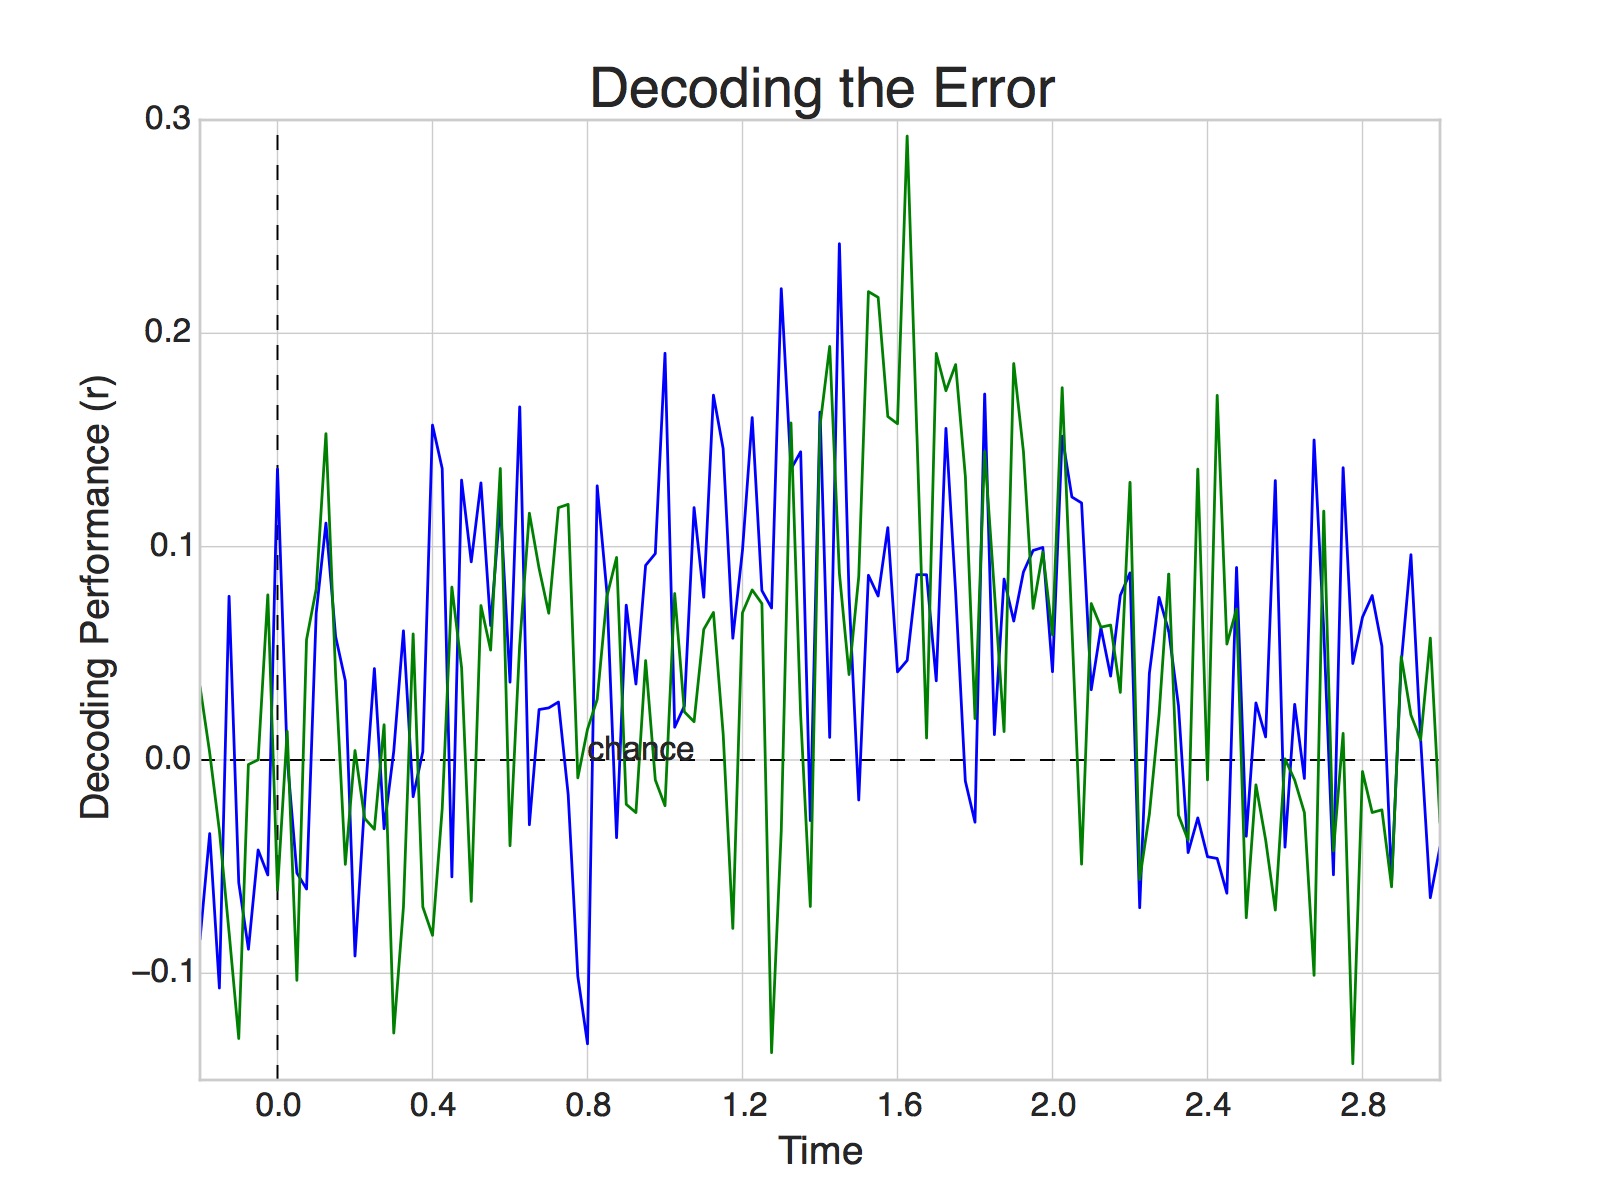 Decoding the Error
0.3
0.2
0.1
0.0
−0.1
Decoding Performance (r)
chance
0.0 0.4 0.8 1.2 1.6 2.0 2.4 2.8
Time